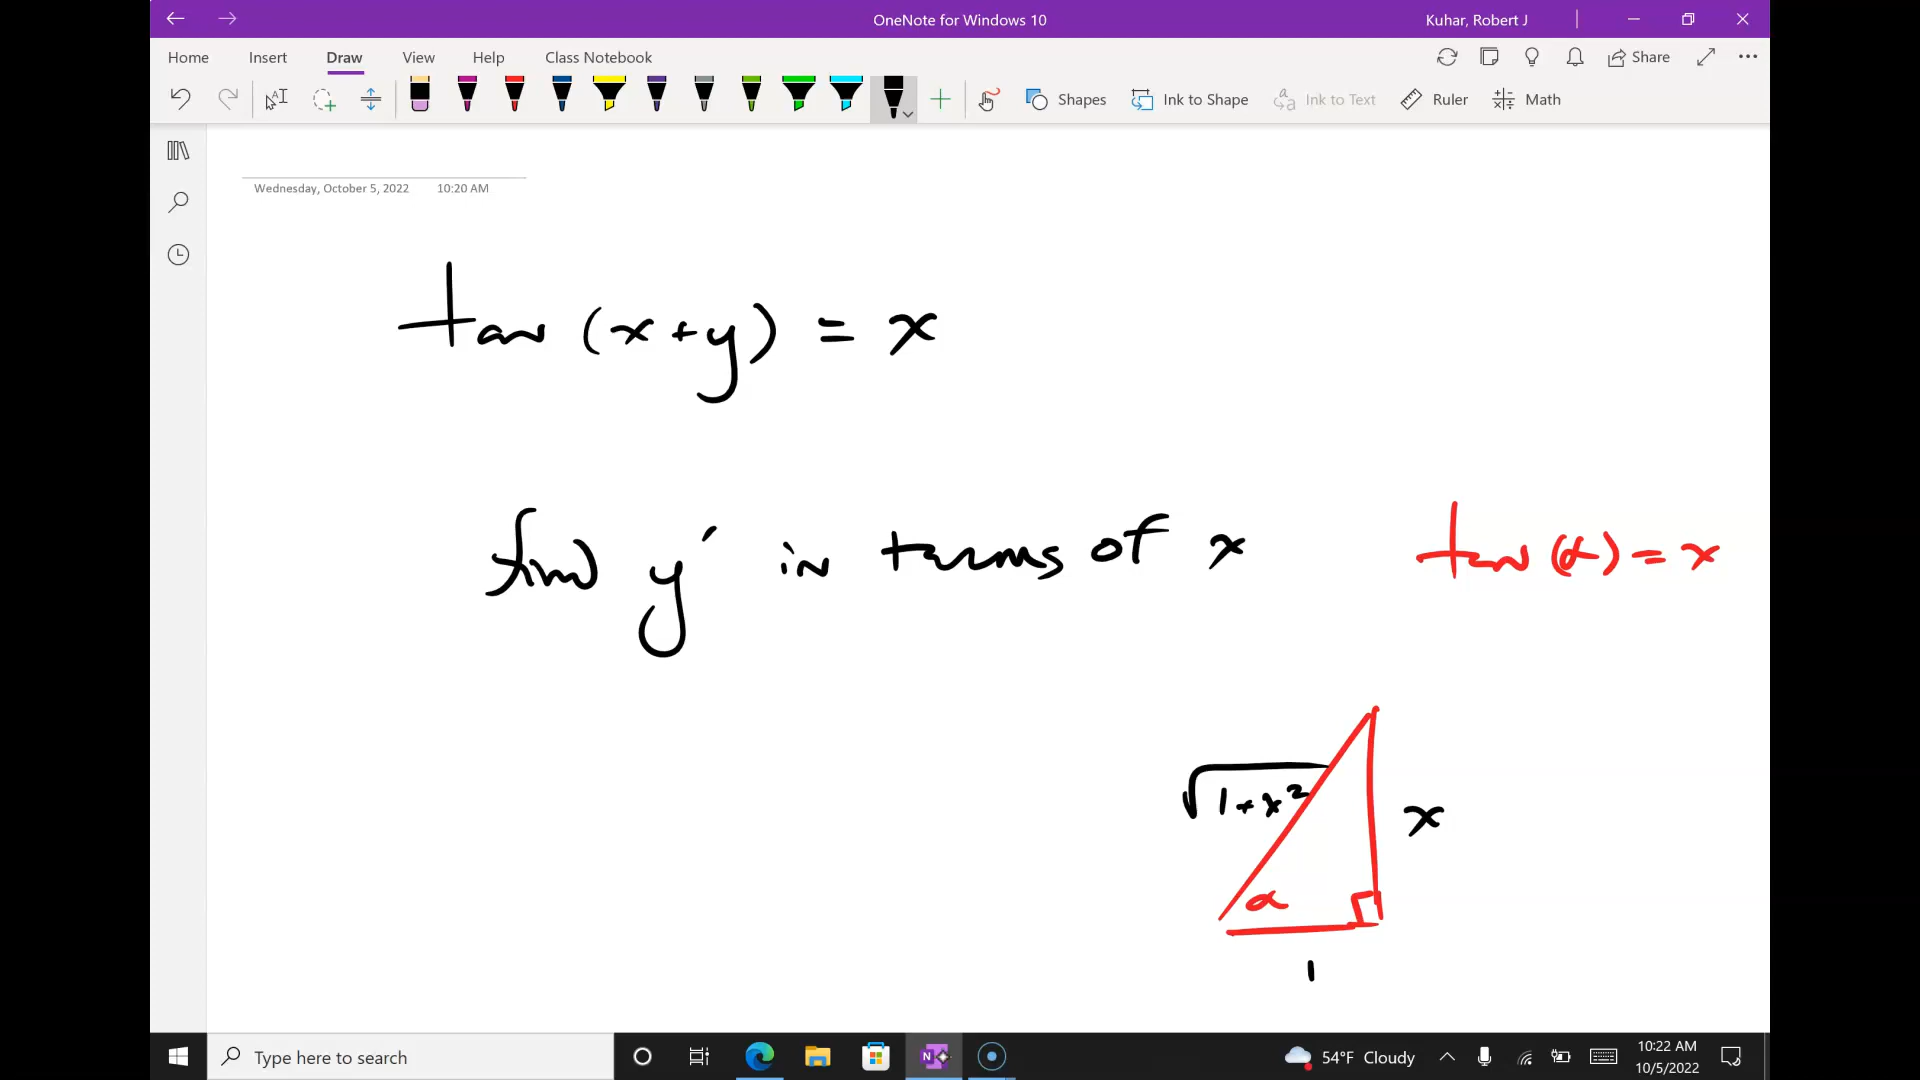 OneNote for Windows 10
Kuhar, Robert J
Home Insert Draw View Help Class Notebook Share
Shapes Ink to Shape Ink to Text Ruler Math
Wednesday, October 5, 2022 10:20 AM
tan (x+y) = x
find y' in terms of x
tan (α) = x
√1+x²
x
α
1
Type here to search
54°F Cloudy
10:22 AM
10/5/2022